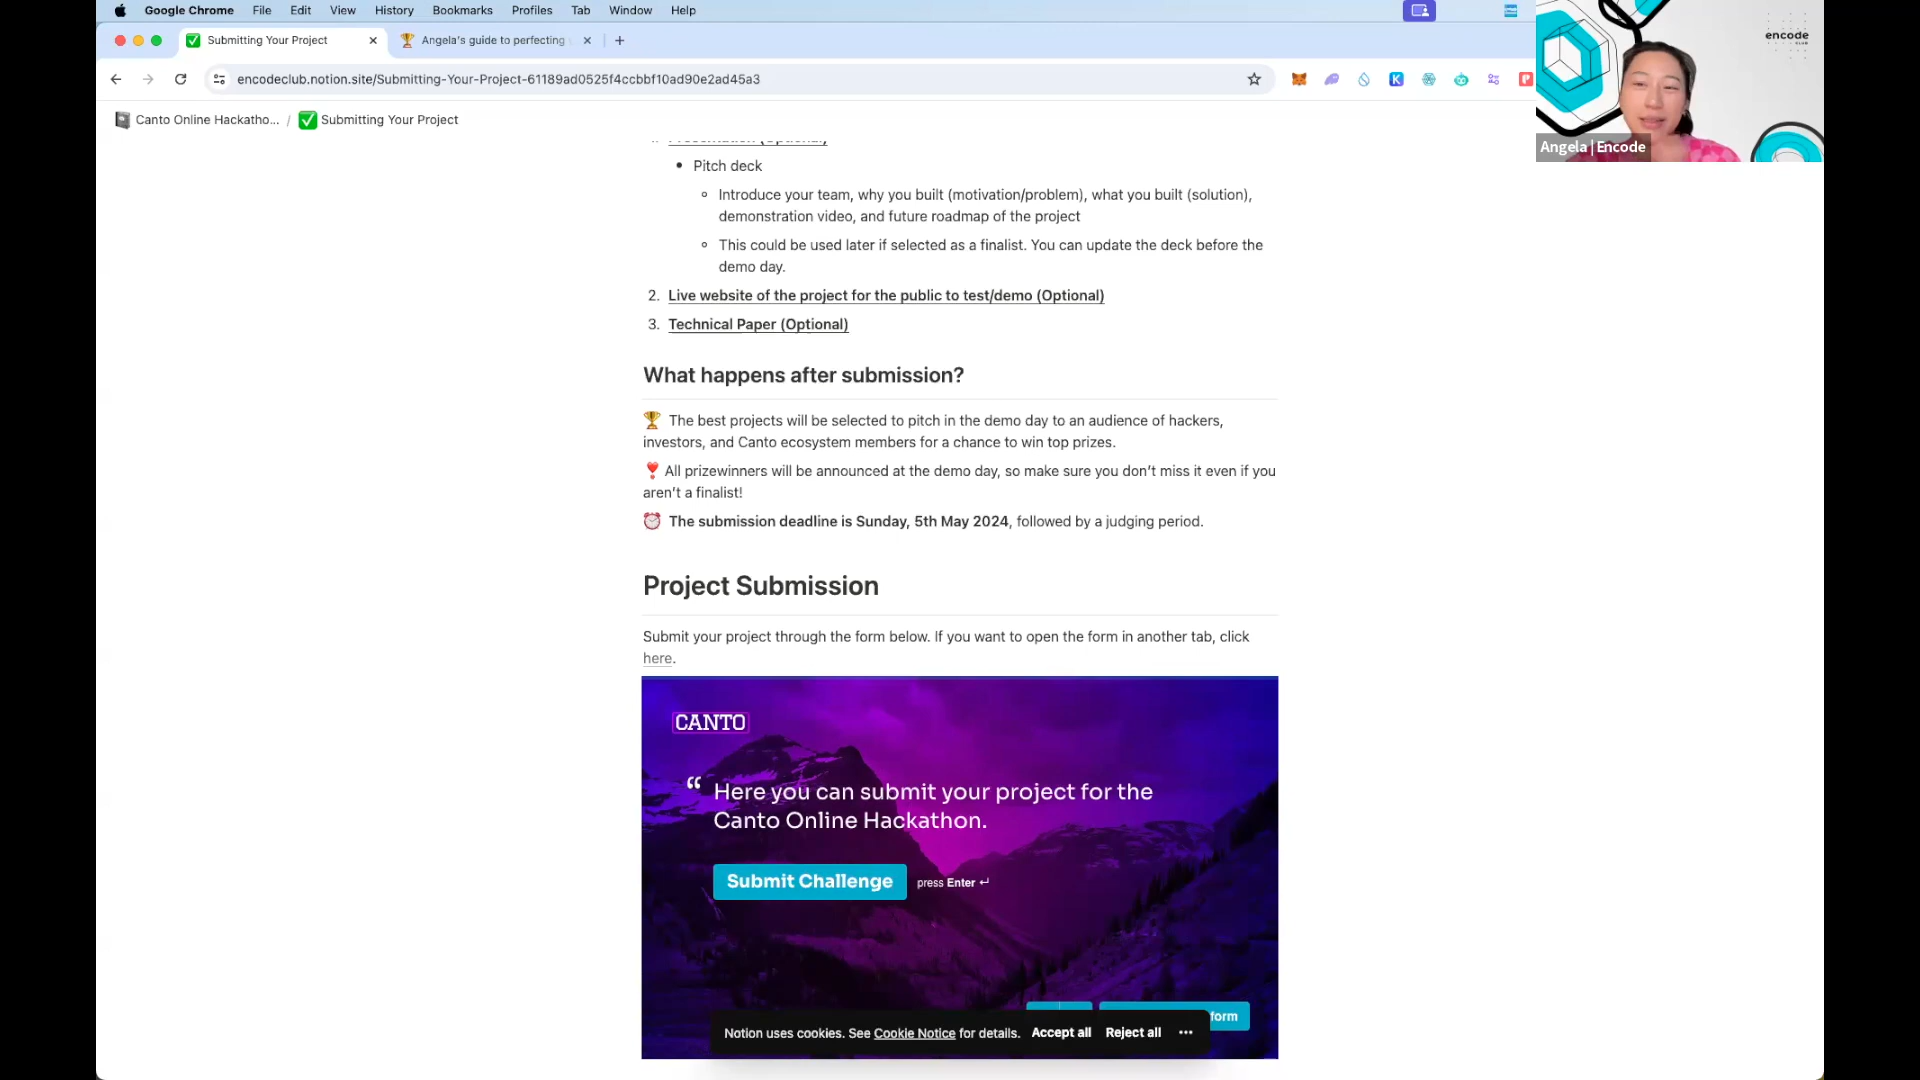 Google Chrome File Edit View History Bookmarks Profiles Tab Window Help
Submitting Your Project
Angela's guide to perfecting
encodeclub.notion.site/Submitting-Your-Project-61189ad0525f4ccbbf10ad90e2ad45a3
encode
CLUB
Angela | Encode
Canto Online Hackatho... / Submitting Your Project
Presentation (Optional)
• Pitch deck
◦ Introduce your team, why you built (motivation/problem), what you built (solution),
demonstration video, and future roadmap of the project
◦ This could be used later if selected as a finalist. You can update the deck before the
demo day.
2. Live website of the project for the public to test/demo (Optional)
3. Technical Paper (Optional)
What happens after submission?
🏆 The best projects will be selected to pitch in the demo day to an audience of hackers,
investors, and Canto ecosystem members for a chance to win top prizes.
❣️ All prizewinners will be announced at the demo day, so make sure you don't miss it even if you
aren't a finalist!
⏰ The submission deadline is Sunday, 5th May 2024, followed by a judging period.
Project Submission
Submit your project through the form below. If you want to open the form in another tab, click
here.
CANTO
“ Here you can submit your project for the
Canto Online Hackathon.
Submit Challenge press Enter ↵
form
Notion uses cookies. See Cookie Notice for details. Accept all Reject all ...